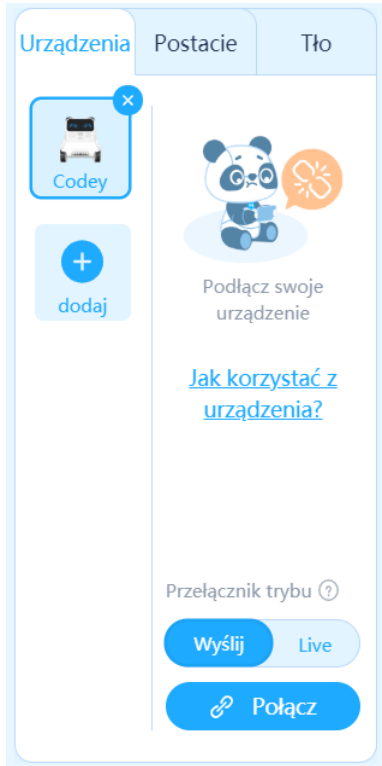 Urządzenia Postacie Tło
Codey
dodaj
Podłącz swoje
urządzenie
Jak korzystać z
urządzenia?
Przełącznik trybu ?
Wyślij Live
Połącz